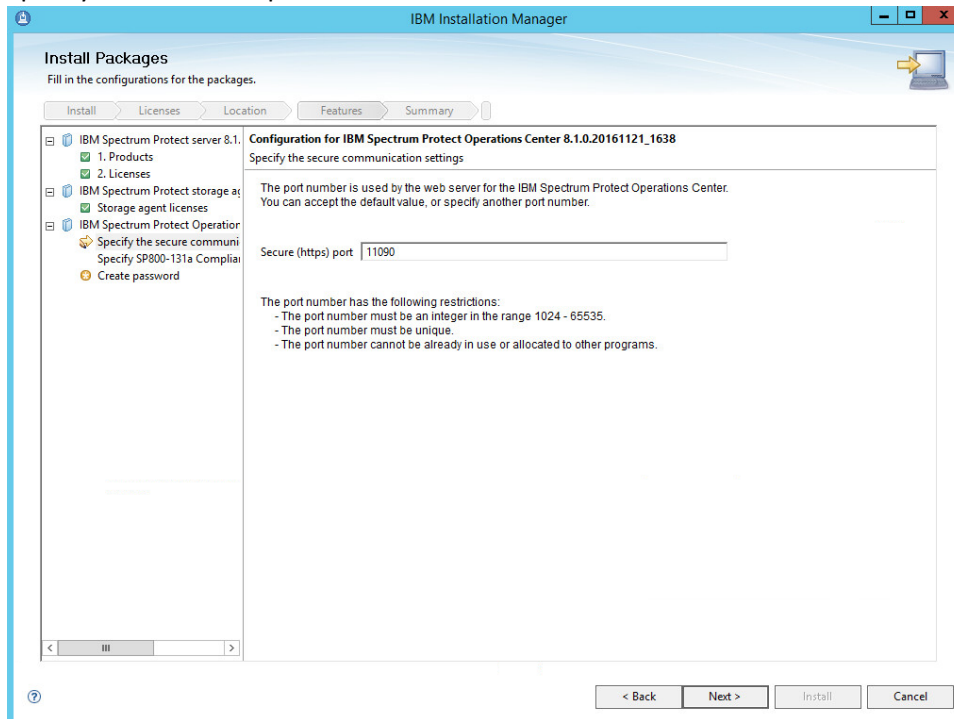 IBM Installation Manager
Install Packages
Fill in the configurations for the packages.
Install
Licenses
Location
Features
Summary
IBM Spectrum Protect server 8.1.
1. Products
2. Licenses
IBM Spectrum Protect storage ag
Storage agent licenses
IBM Spectrum Protect Operation
Specify the secure communi
Specify SP800-131a Complian
Create password
Configuration for IBM Spectrum Protect Operations Center 8.1.0.20161121_1638
Specify the secure communication settings
The port number is used by the web server for the IBM Spectrum Protect Operations Center.
You can accept the default value, or specify another port number.
Secure (https) port 11090
The port number has the following restrictions:
- The port number must be an integer in the range 1024 - 65535.
- The port number must be unique.
- The port number cannot be already in use or allocated to other programs.
< Back
Next >
Install
Cancel